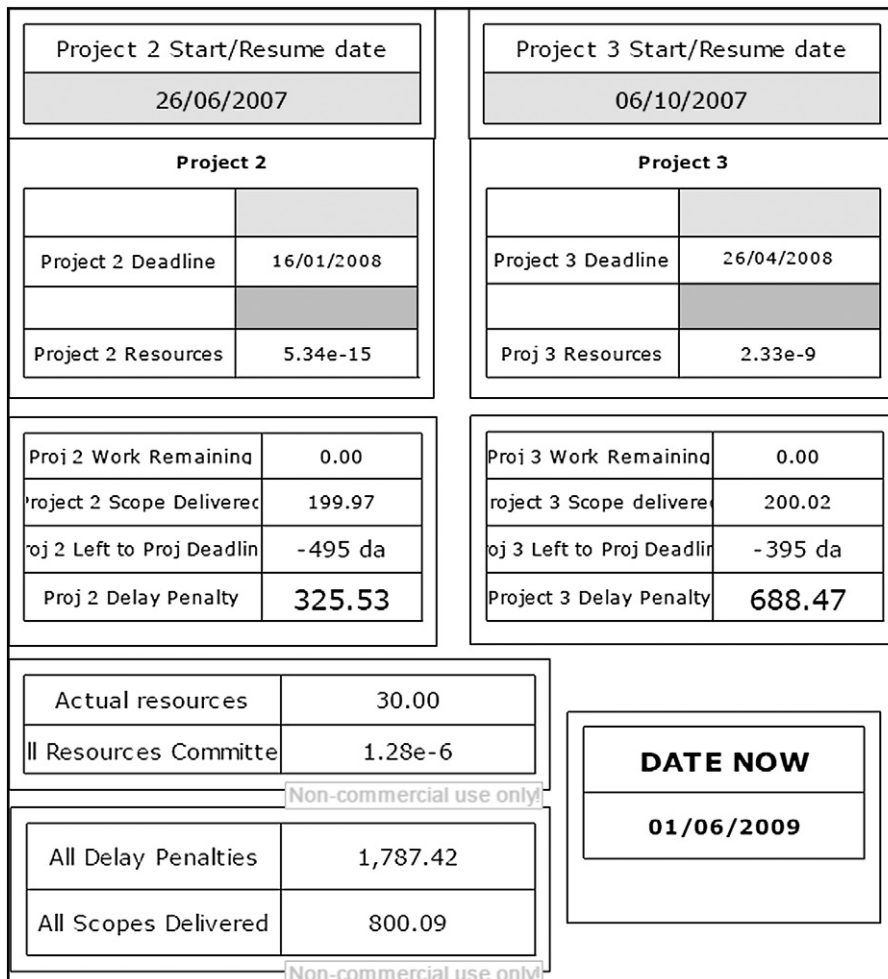 Project 2 Start/Resume date
26/06/2007
Project 3 Start/Resume date
06/10/2007
Project 2
Project 2 Deadline 16/01/2008
Project 2 Resources 5.34e-15
Project 3
Project 3 Deadline 26/04/2008
Proj 3 Resources 2.33e-9
Proj 2 Work Remaining 0.00
roject 2 Scope Delivered 199.97
oj 2 Left to Proj Deadlin -495 da
Proj 2 Delay Penalty 325.53
Proj 3 Work Remaining 0.00
roject 3 Scope delivered 200.02
oj 3 Left to Proj Deadlin -395 da
Project 3 Delay Penalty 688.47
Actual resources 30.00
ll Resources Committe 1.28e-6
Non-commercial use only!
DATE NOW
01/06/2009
All Delay Penalties 1,787.42
All Scopes Delivered 800.09
Non-commercial use only!